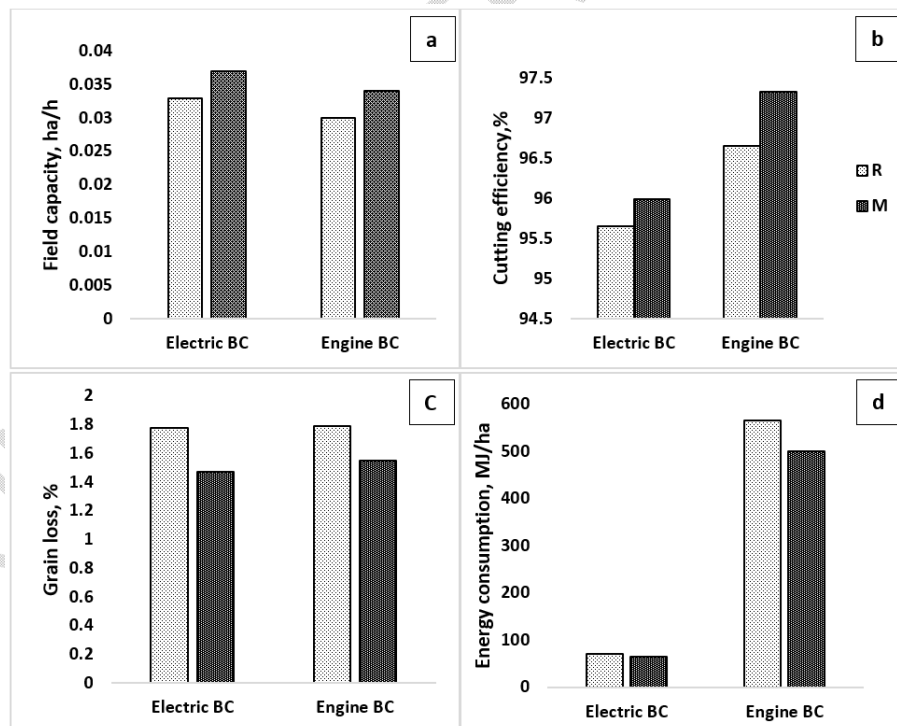 a
Field capacity, ha/h
0.04
0.035
0.03
0.025
0.02
0.015
0.01
0.005
0
Electric BC
Engine BC
b
Cutting efficiency,%
97.5
97
96.5
96
95.5
95
94.5
Electric BC
Engine BC
R
M
C
Grain loss, %
2
1.8
1.6
1.4
1.2
1
0.8
0.6
0.4
0.2
0
Electric BC
Engine BC
d
Energy consumption, MJ/ha
600
500
400
300
200
100
0
Electric BC
Engine BC